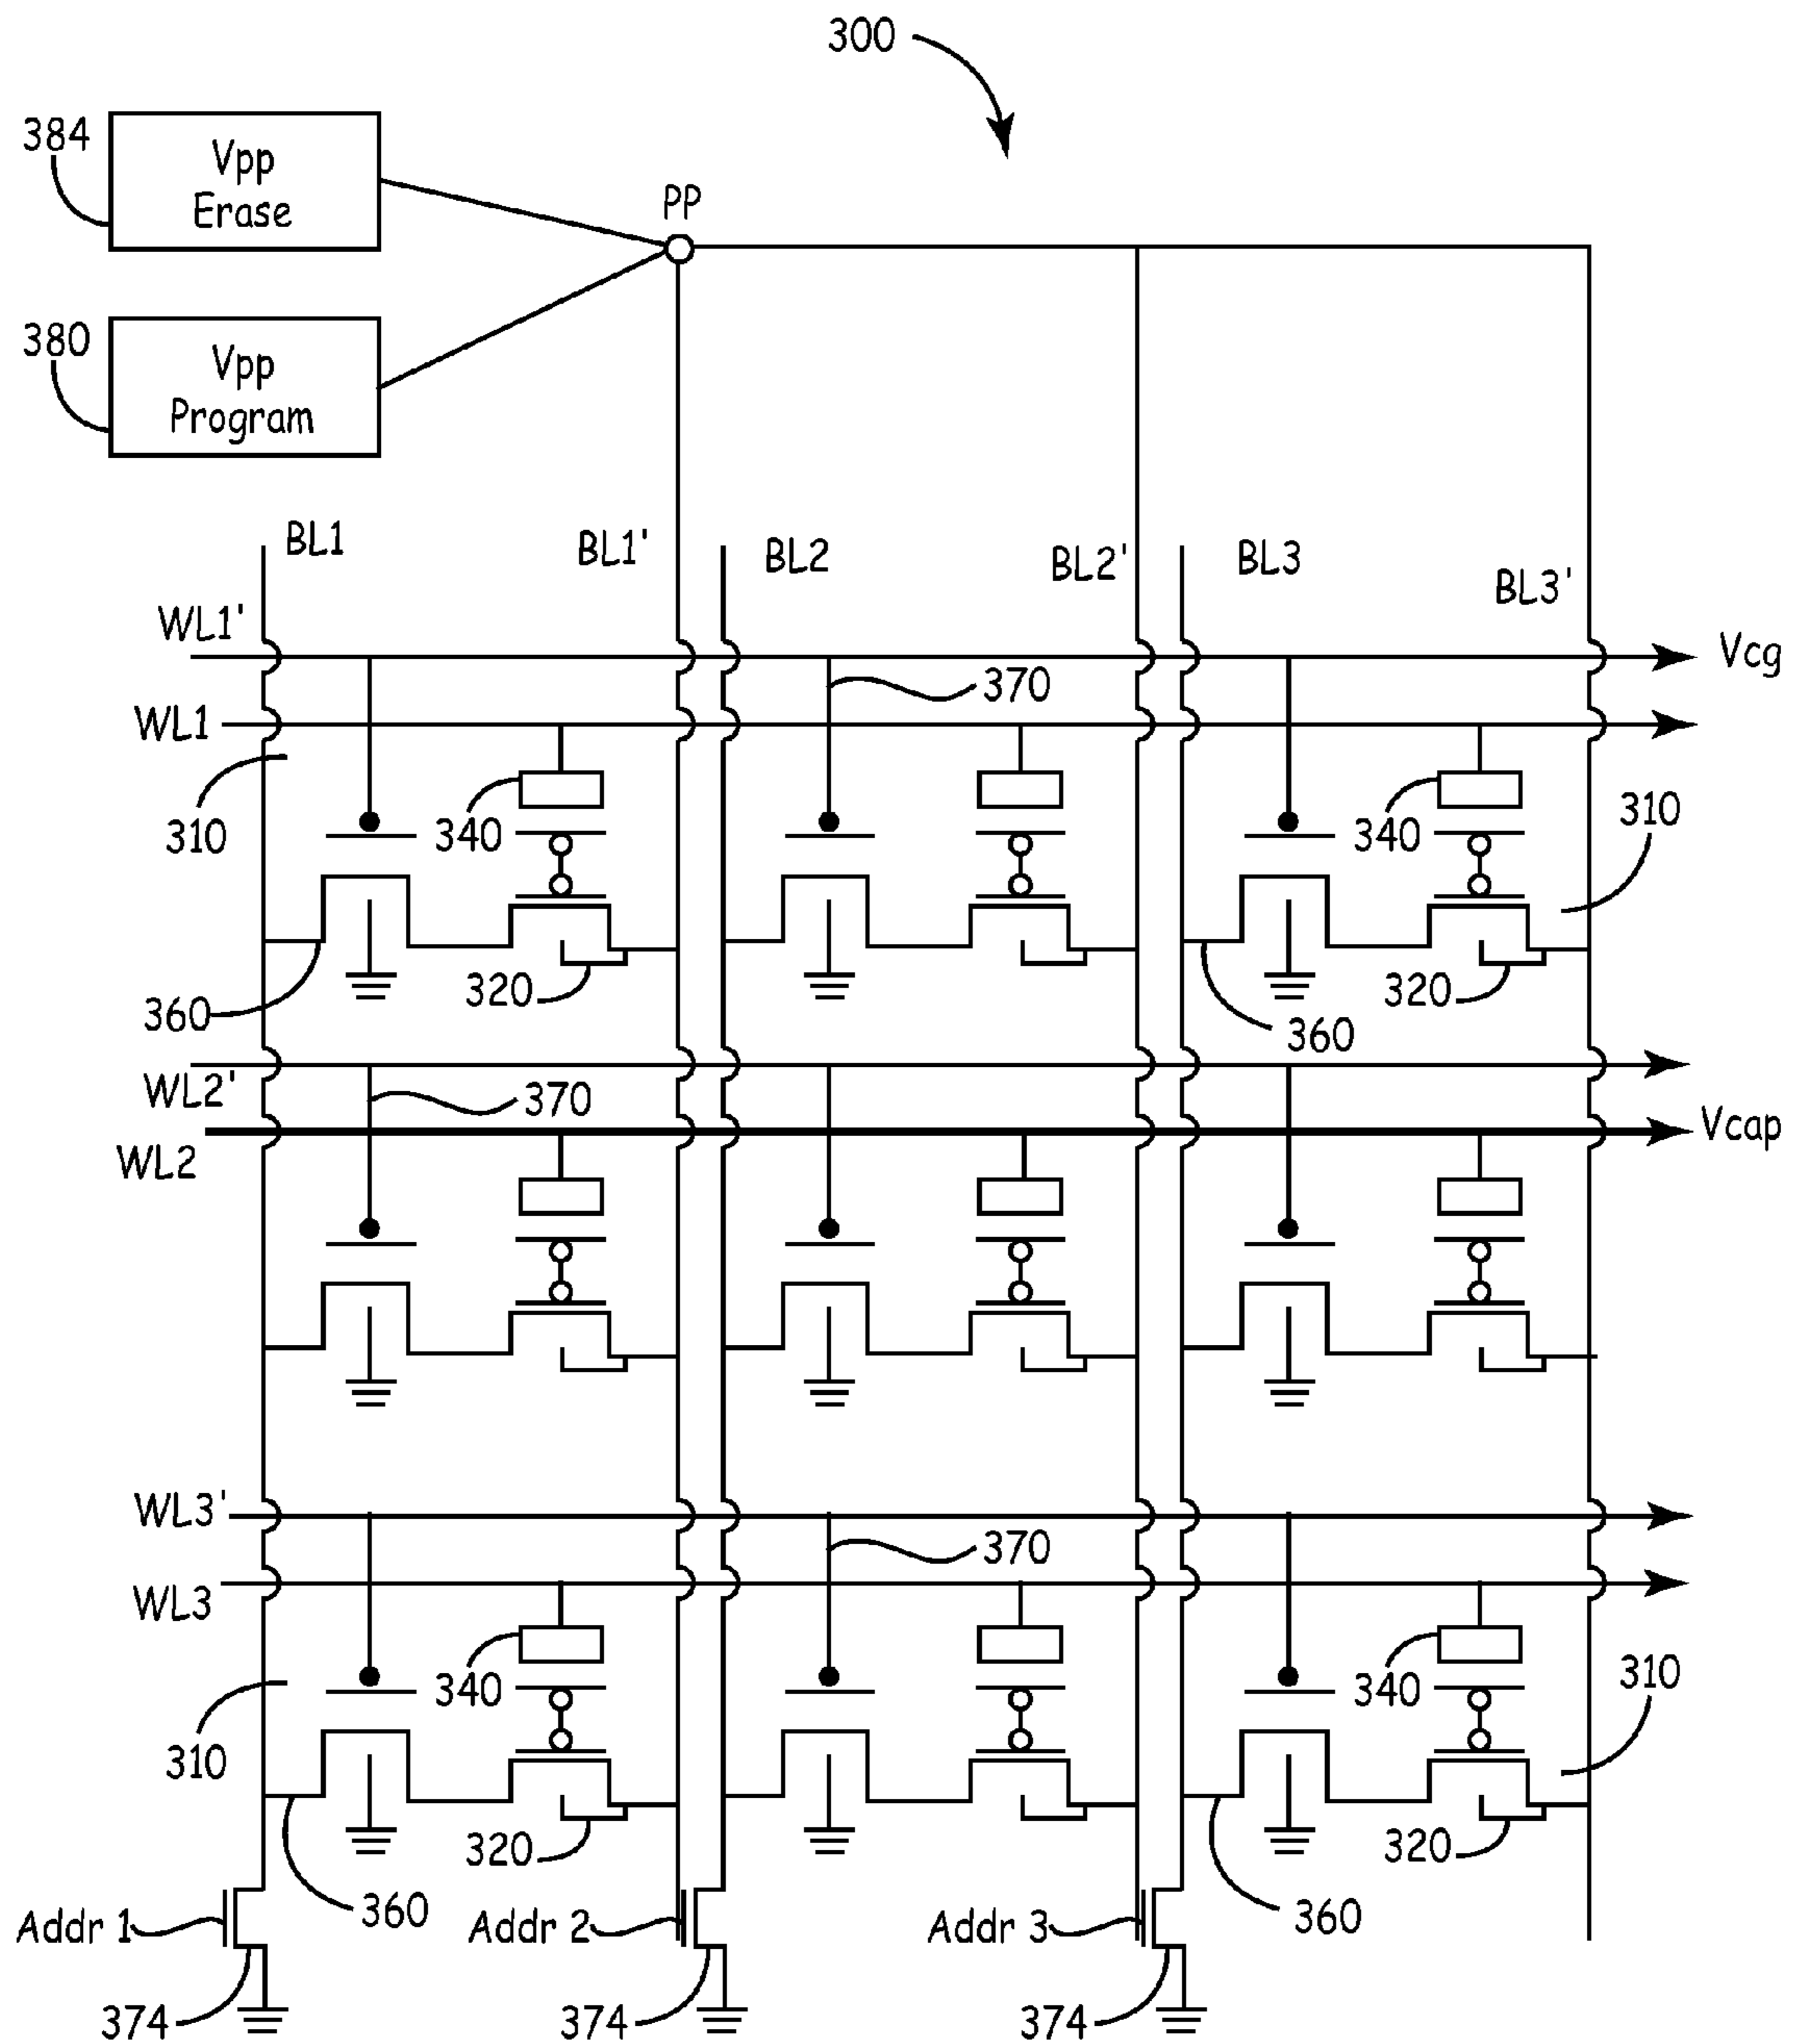 300
384
Vpp
Erase
PP
380
Vpp
Program
BL1
BL1'
BL2
BL2'
BL3
BL3'
WL1'
Vcg
370
WL1
310
340
340
310
360
320
320
360
WL2'
370
Vcap
WL2
WL3'
370
WL3
310
340
340
310
320
320
360
360
Addr 1
Addr 2
Addr 3
374
374
374